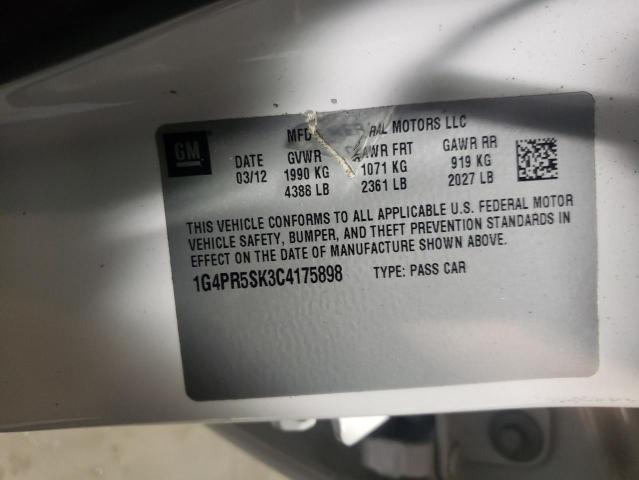 GM
MFD RAL MOTORS LLC
DATE GVWR GAWR FRT GAWR RR
03/12 1990 KG 1071 KG 919 KG
4388 LB 2361 LB 2027 LB
THIS VEHICLE CONFORMS TO ALL APPLICABLE U.S. FEDERAL MOTOR
VEHICLE SAFETY, BUMPER, AND THEFT PREVENTION STANDARDS IN
EFFECT ON THE DATE OF MANUFACTURE SHOWN ABOVE.
1G4PR5SK3C4175898 TYPE: PASS CAR